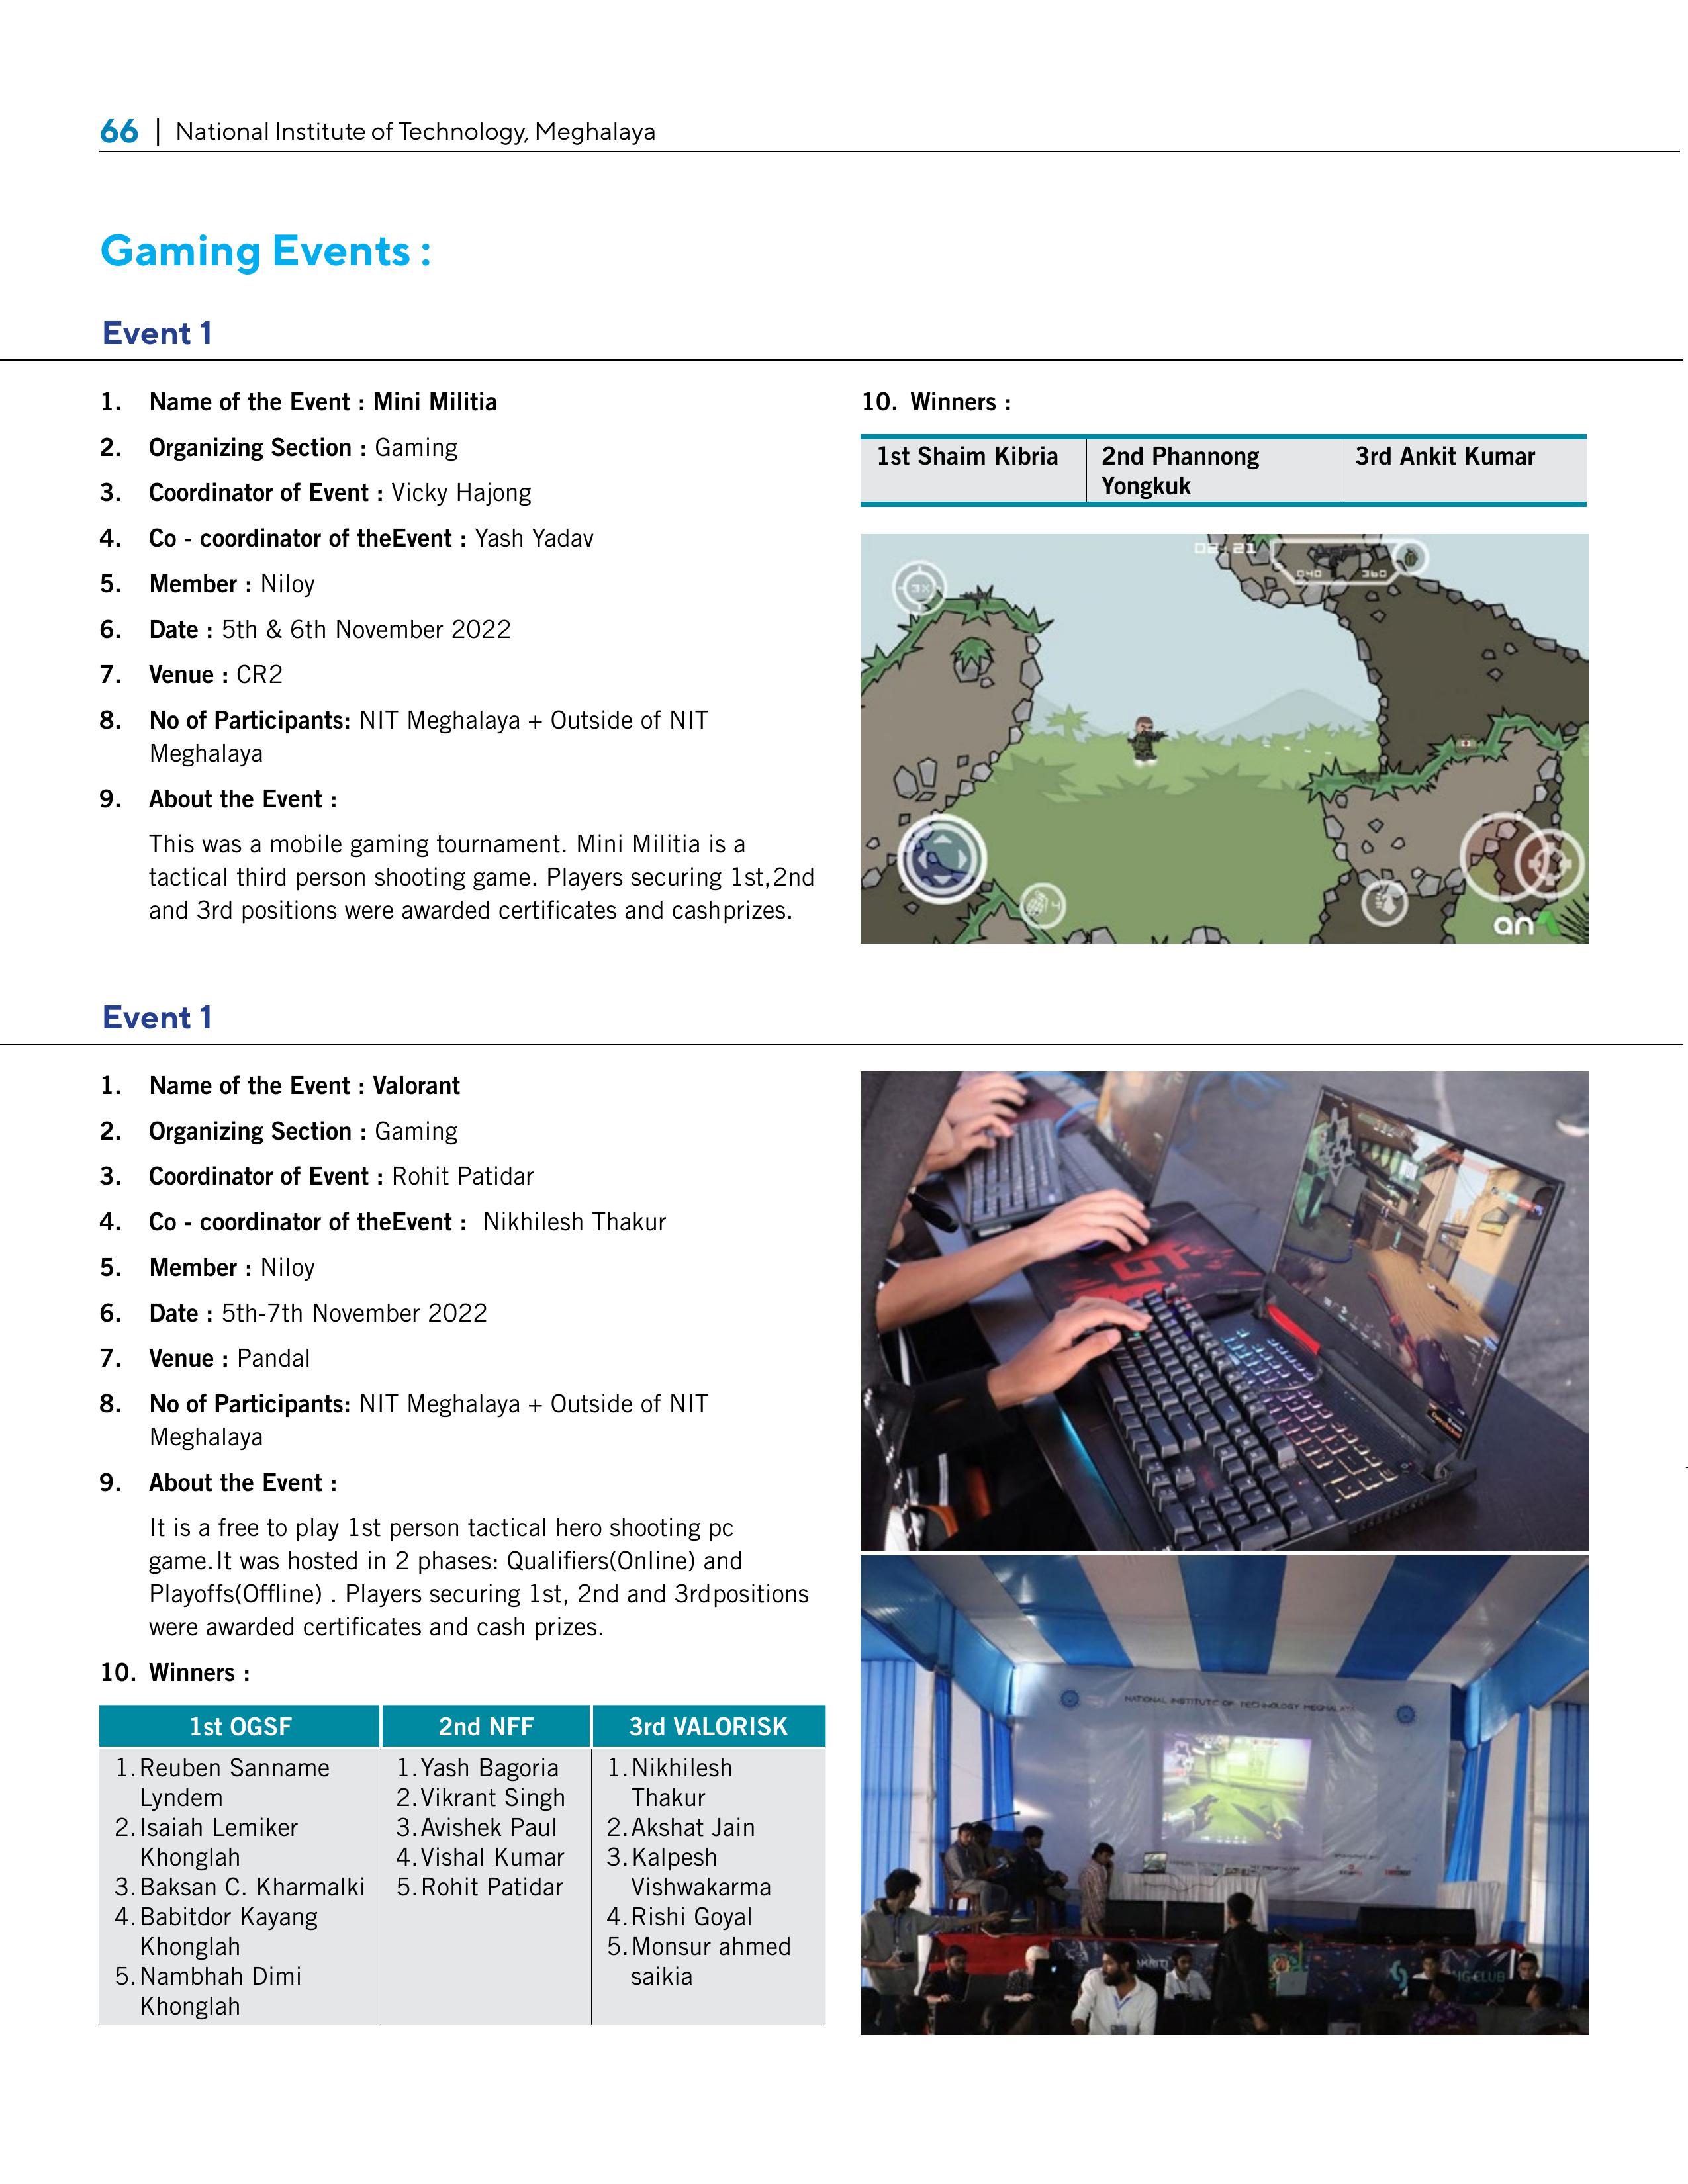 66 | National Institute of Technology, Meghalaya
Gaming Events :
Event 1
1. Name of the Event : Mini Militia
2. Organizing Section : Gaming
3. Coordinator of Event : Vicky Hajong
4. Co - coordinator of theEvent : Yash Yadav
5. Member : Niloy
6. Date : 5th & 6th November 2022
7. Venue : CR2
8. No of Participants: NIT Meghalaya + Outside of NIT
Meghalaya
9. About the Event :
This was a mobile gaming tournament. Mini Militia is a
tactical third person shooting game. Players securing 1st,2nd
and 3rd positions were awarded certificates and cashprizes.
10. Winners :
1st Shaim Kibria
2nd Phannong
Yongkuk
3rd Ankit Kumar
02:21
040 360
3X
4
an
Event 1
1. Name of the Event : Valorant
2. Organizing Section : Gaming
3. Coordinator of Event : Rohit Patidar
4. Co - coordinator of theEvent : Nikhilesh Thakur
5. Member : Niloy
6. Date : 5th-7th November 2022
7. Venue : Pandal
8. No of Participants: NIT Meghalaya + Outside of NIT
Meghalaya
9. About the Event :
It is a free to play 1st person tactical hero shooting pc
game.It was hosted in 2 phases: Qualifiers(Online) and
Playoffs(Offline) . Players securing 1st, 2nd and 3rdpositions
were awarded certificates and cash prizes.
10. Winners :
1st OGSF
1. Reuben Sanname
Lyndem
2. Isaiah Lemiker
Khonglah
3. Baksan C. Kharmalki
4. Babitdor Kayang
Khonglah
5. Nambhah Dimi
Khonglah
2nd NFF
1. Yash Bagoria
2. Vikrant Singh
3. Avishek Paul
4. Vishal Kumar
5. Rohit Patidar
3rd VALORISK
1. Nikhilesh
Thakur
2. Akshat Jain
3. Kalpesh
Vishwakarma
4. Rishi Goyal
5. Monsur ahmed
saikia
NATIONAL INSTITUTE OF TECHNOLOGY MEGHALAYA
CLUB